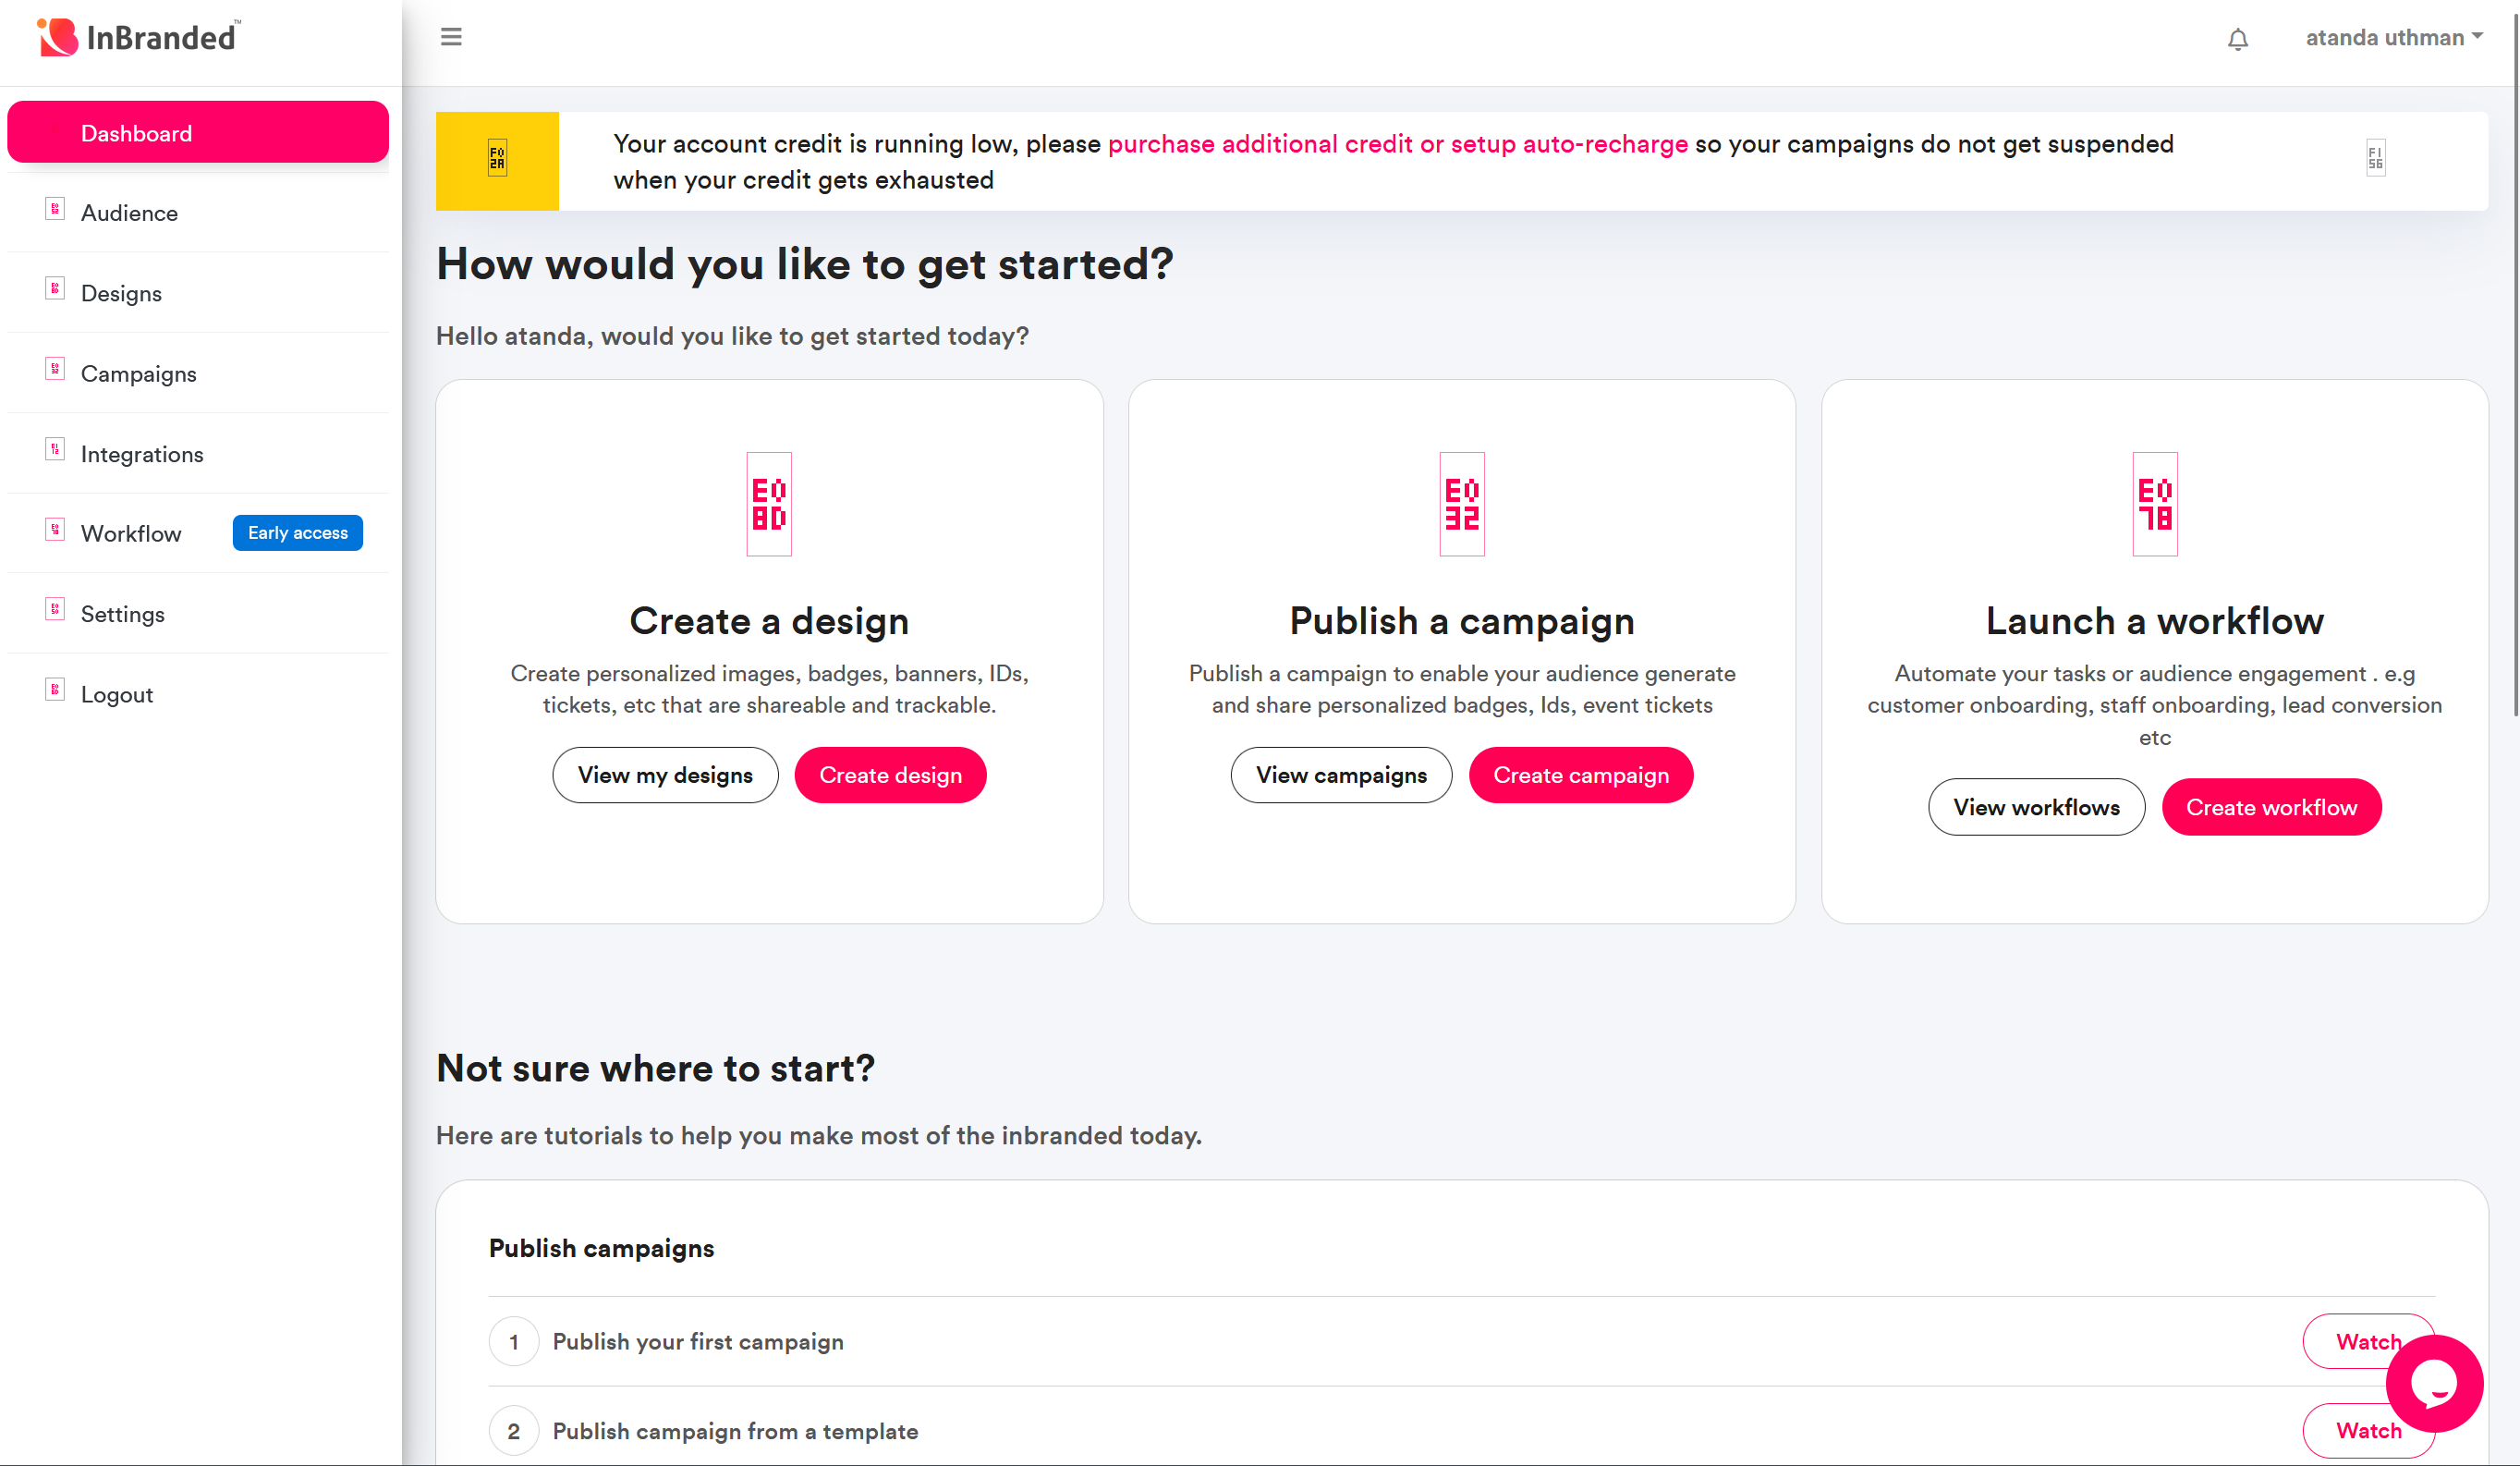 InBranded™
atanda uthman
Dashboard
Audience
Designs
Campaigns
Integrations
Workflow
Early access
Settings
Logout
Your account credit is running low, please purchase additional credit or setup auto-recharge so your campaigns do not get suspended
when your credit gets exhausted
How would you like to get started?
Hello atanda, would you like to get started today?
Create a design
Create personalized images, badges, banners, IDs,
tickets, etc that are shareable and trackable.
View my designs
Create design
Publish a campaign
Publish a campaign to enable your audience generate
and share personalized badges, Ids, event tickets
View campaigns
Create campaign
Launch a workflow
Automate your tasks or audience engagement . e.g
customer onboarding, staff onboarding, lead conversion
etc
View workflows
Create workflow
Not sure where to start?
Here are tutorials to help you make most of the inbranded today.
Publish campaigns
1 Publish your first campaign
Watch
2 Publish campaign from a template
Watch